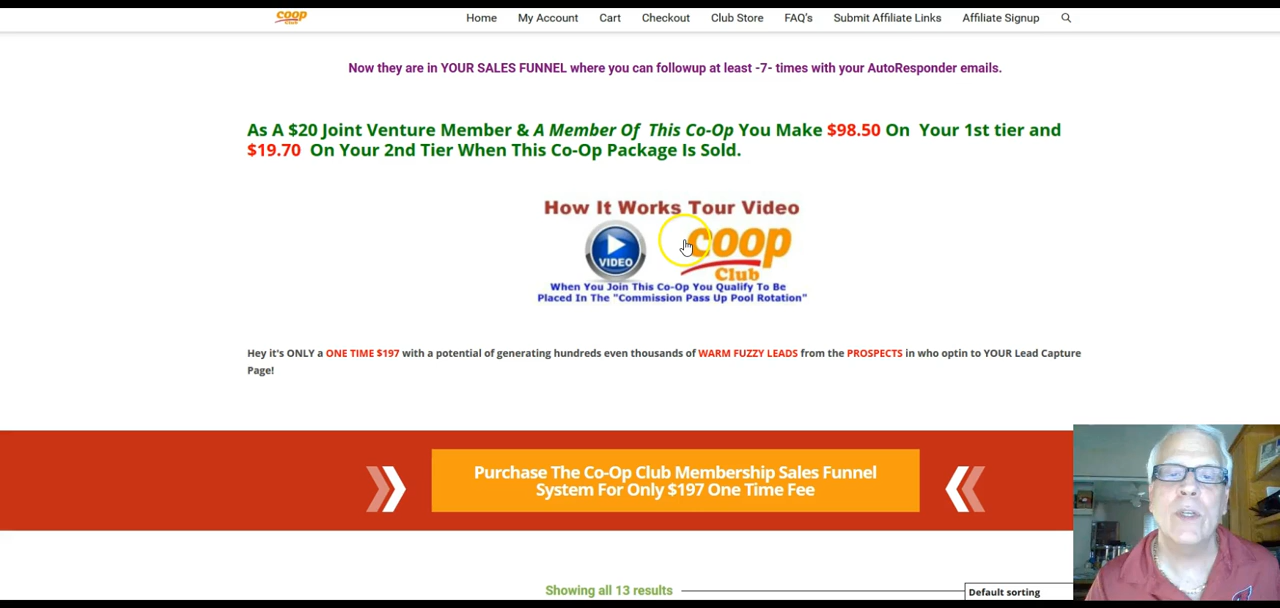 coop
Club
Home My Account Cart Checkout Club Store FAQ's Submit Affiliate Links Affiliate Signup
Now they are in YOUR SALES FUNNEL where you can followup at least -7- times with your AutoResponder emails.
As A $20 Joint Venture Member & A Member Of This Co-Op You Make $98.50 On Your 1st tier and
$19.70 On Your 2nd Tier When This Co-Op Package Is Sold.
How It Works Tour Video
VIDEO
coop
Club
When You Join This Co-Op You Qualify To Be
Placed In The "Commission Pass Up Pool Rotation"
Hey it's ONLY a ONE TIME $197 with a potential of generating hundreds even thousands of WARM FUZZY LEADS from the PROSPECTS in who optin to YOUR Lead Capture
Page!
Purchase The Co-Op Club Membership Sales Funnel
System For Only $197 One Time Fee
Showing all 13 results
Default sorting